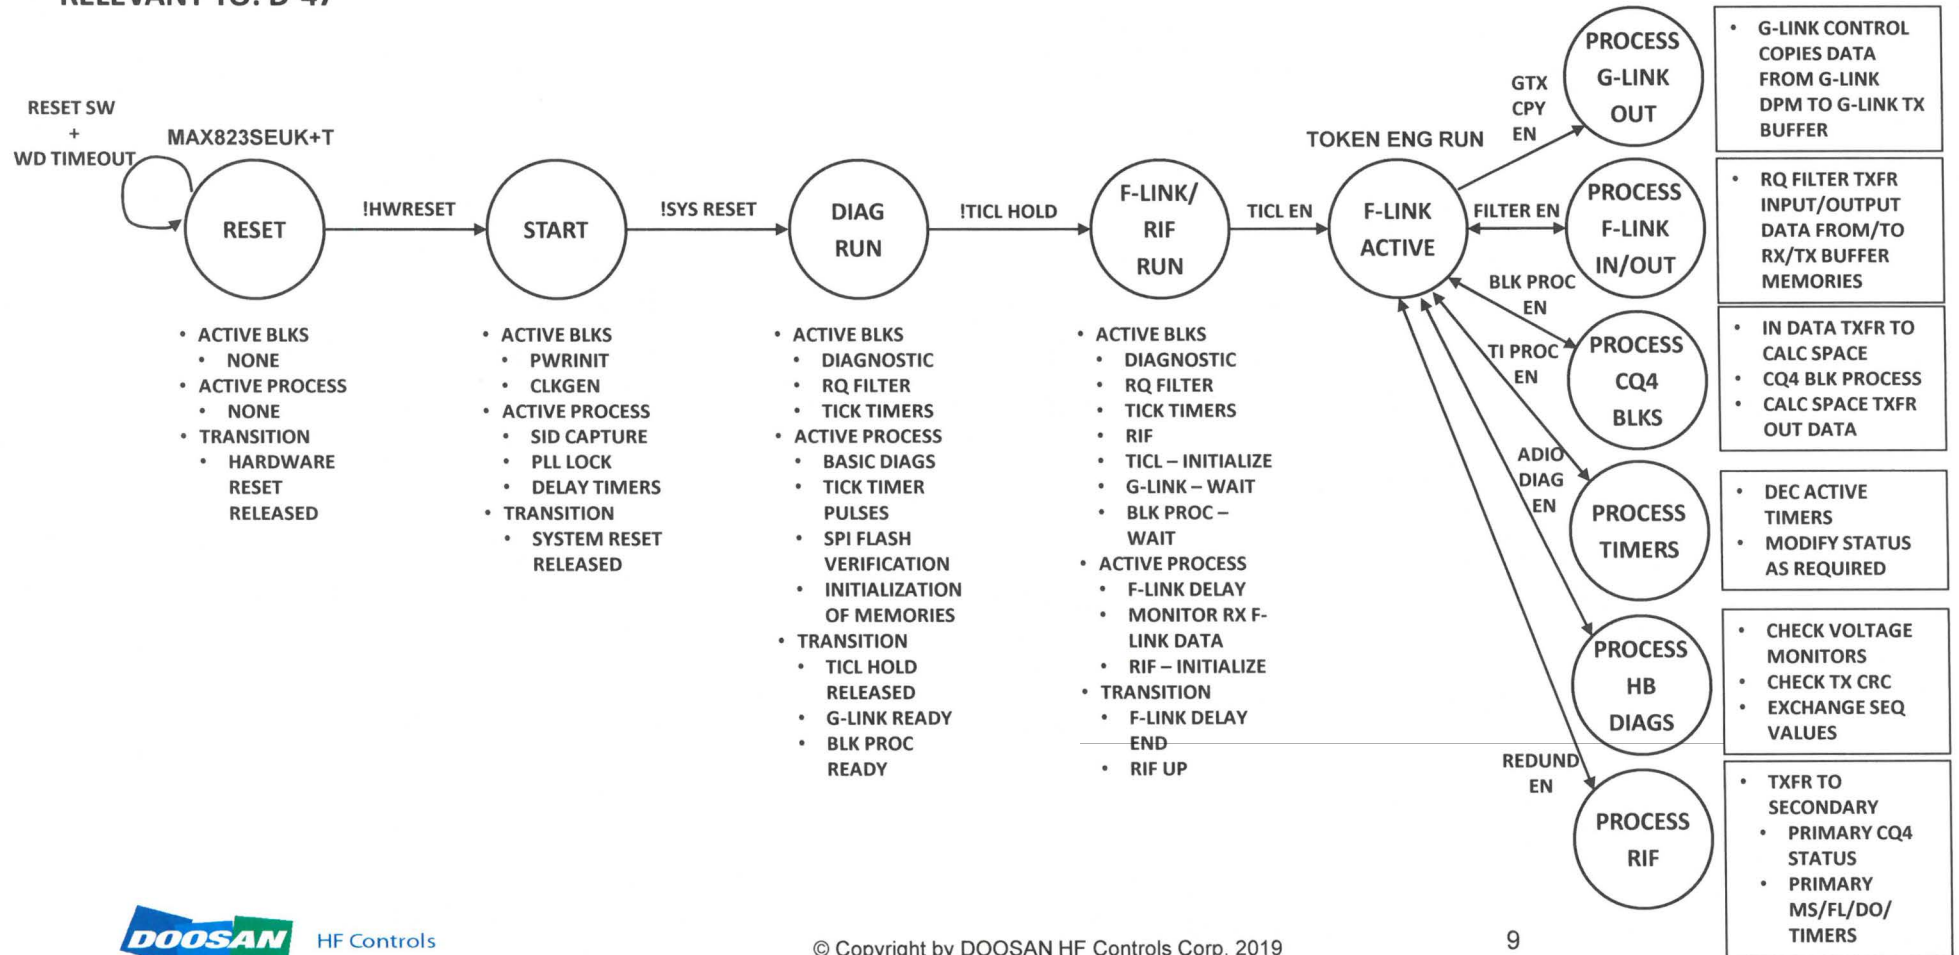 RELEVANT TO: D-47
RESET SW
+
WD TIMEOUT
MAX823SEUK+T
RESET
!HWRESET
START
!SYS RESET
DIAG
RUN
!TICL HOLD
F-LINK/
RIF
RUN
TICL EN
TOKEN ENG RUN
F-LINK
ACTIVE
• ACTIVE BLKS
• NONE
• ACTIVE PROCESS
• NONE
• TRANSITION
• HARDWARE
RESET
RELEASED
• ACTIVE BLKS
• PWRINIT
• CLKGEN
• ACTIVE PROCESS
• SID CAPTURE
• PLL LOCK
• DELAY TIMERS
• TRANSITION
• SYSTEM RESET
RELEASED
• ACTIVE BLKS
• DIAGNOSTIC
• RQ FILTER
• TICK TIMERS
• ACTIVE PROCESS
• BASIC DIAGS
• TICK TIMER
PULSES
• SPI FLASH
VERIFICATION
• INITIALIZATION
OF MEMORIES
• TRANSITION
• TICL HOLD
RELEASED
• G-LINK READY
• BLK PROC
READY
• ACTIVE BLKS
• DIAGNOSTIC
• RQ FILTER
• TICK TIMERS
• RIF
• TICL – INITIALIZE
• G-LINK – WAIT
• BLK PROC –
WAIT
• ACTIVE PROCESS
• F-LINK DELAY
• MONITOR RX F-
LINK DATA
• RIF – INITIALIZE
• TRANSITION
• F-LINK DELAY
END
• RIF UP
GTX
CPY
EN
PROCESS
G-LINK
OUT
• G-LINK CONTROL
COPIES DATA
FROM G-LINK
DPM TO G-LINK TX
BUFFER
FILTER EN
PROCESS
F-LINK
IN/OUT
• RQ FILTER TXFR
INPUT/OUTPUT
DATA FROM/TO
RX/TX BUFFER
MEMORIES
BLK PROC
EN
PROCESS
CQ4
BLKS
• IN DATA TXFR TO
CALC SPACE
• CQ4 BLK PROCESS
• CALC SPACE TXFR
OUT DATA
TI PROC
EN
PROCESS
TIMERS
• DEC ACTIVE
TIMERS
• MODIFY STATUS
AS REQUIRED
ADIO
DIAG
EN
PROCESS
HB
DIAGS
• CHECK VOLTAGE
MONITORS
• CHECK TX CRC
• EXCHANGE SEQ
VALUES
REDUND
EN
PROCESS
RIF
• TXFR TO
SECONDARY
• PRIMARY CQ4
STATUS
• PRIMARY
MS/FL/DO/
TIMERS
DOOSAN HF Controls
© Copyright by DOOSAN HF Controls Corp. 2019
9